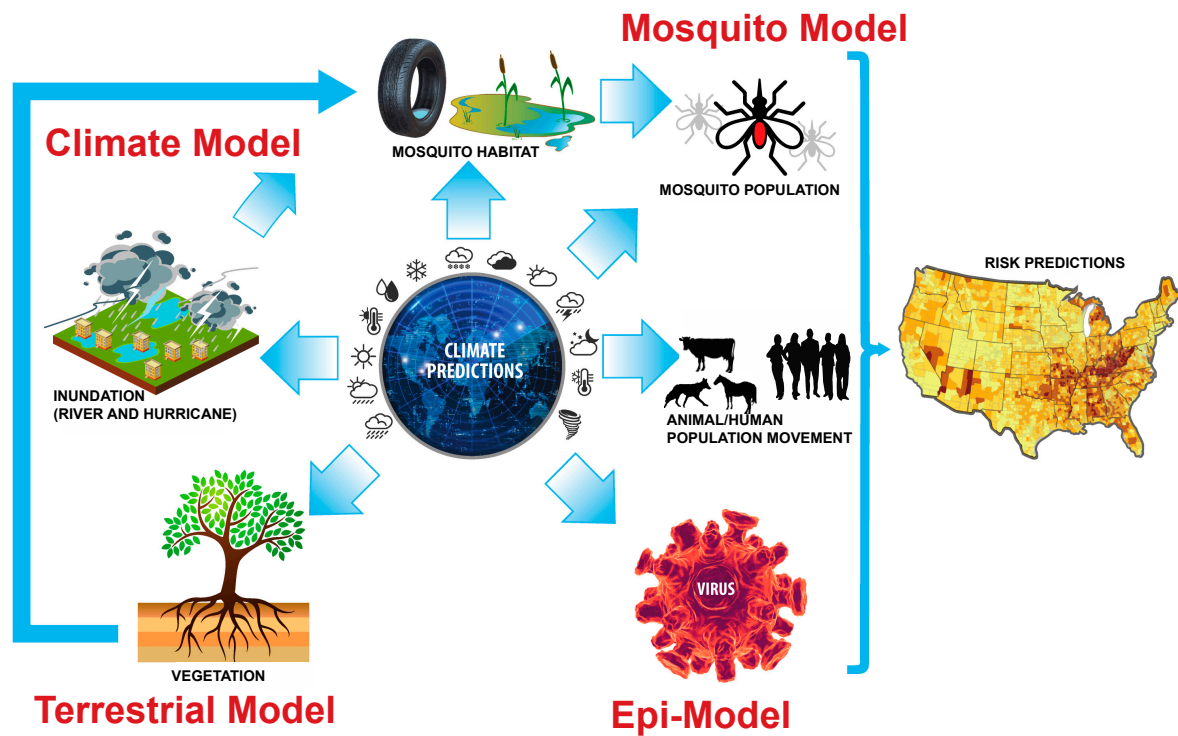 Mosquito Model
Climate Model
MOSQUITO HABITAT
MOSQUITO POPULATION
RISK PREDICTIONS
CLIMATE
PREDICTIONS
INUNDATION
(RIVER AND HURRICANE)
ANIMAL/HUMAN
POPULATION MOVEMENT
VIRUS
VEGETATION
Terrestrial Model
Epi-Model